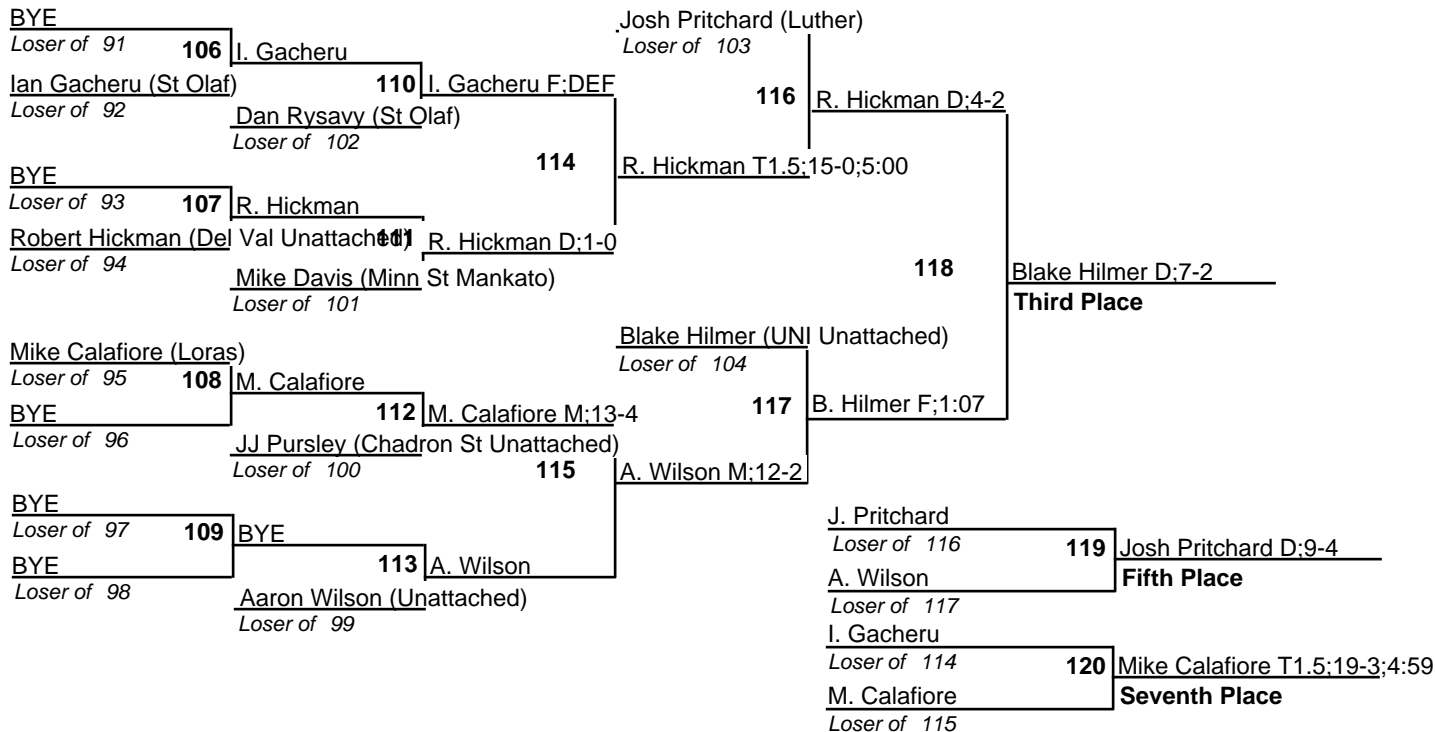 BYE
Loser of 91
106
I. Gacheru
Ian Gacheru (St Olaf)
Loser of 92
110
I. Gacheru F;DEF
Dan Rysavy (St Olaf)
Loser of 102
BYE
Loser of 93
107
R. Hickman
Robert Hickman (Del Val Unattached)
Loser of 94
111
R. Hickman D;1-0
Mike Davis (Minn St Mankato)
Loser of 101
114
R. Hickman T1.5;15-0;5:00
Josh Pritchard (Luther)
Loser of 103
116
R. Hickman D;4-2
Mike Calafiore (Loras)
Loser of 95
108
M. Calafiore
BYE
Loser of 96
112
M. Calafiore M;13-4
JJ Pursley (Chadron St Unattached)
Loser of 100
BYE
Loser of 97
109
BYE
BYE
Loser of 98
113
A. Wilson
Aaron Wilson (Unattached)
Loser of 99
115
A. Wilson M;12-2
Blake Hilmer (UNI Unattached)
Loser of 104
117
B. Hilmer F;1:07
118
Blake Hilmer D;7-2
Third Place
J. Pritchard
Loser of 116
119
Josh Pritchard D;9-4
A. Wilson
Fifth Place
Loser of 117
I. Gacheru
Loser of 114
120
Mike Calafiore T1.5;19-3;4:59
M. Calafiore
Seventh Place
Loser of 115